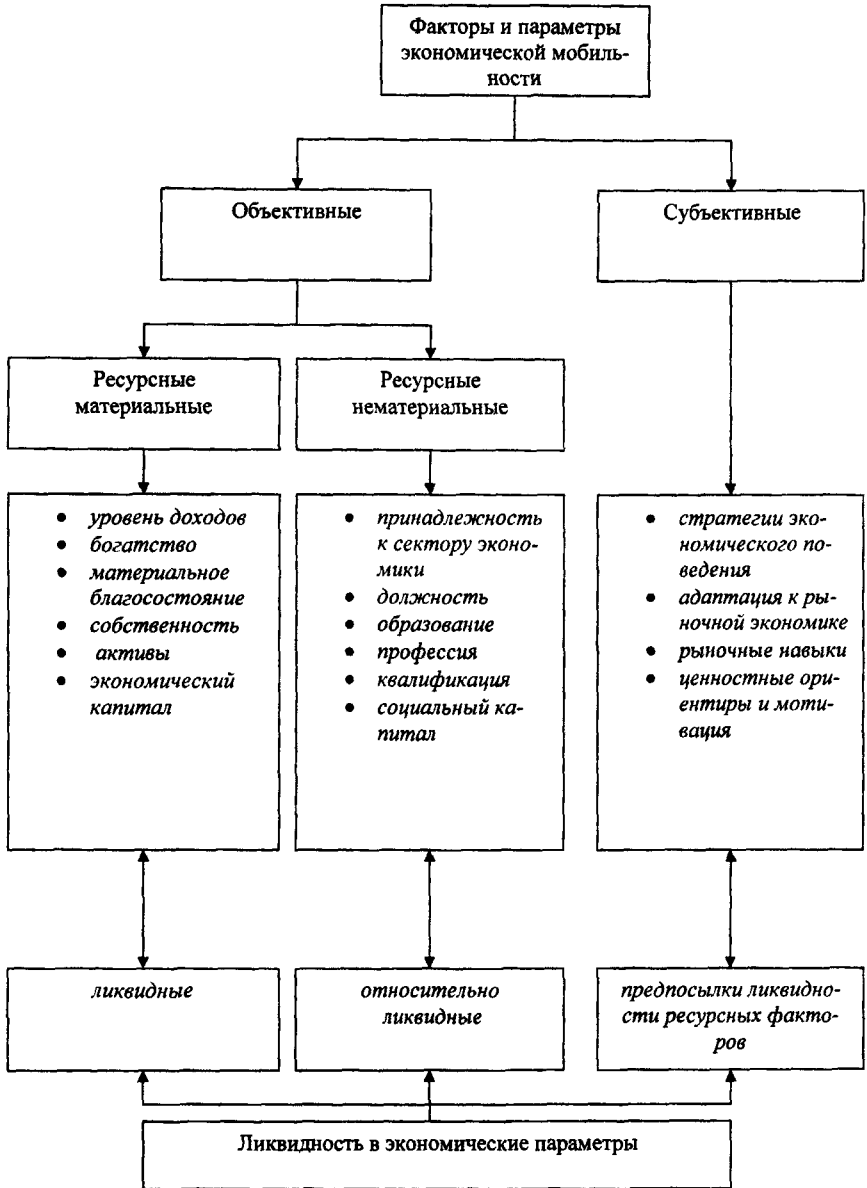 Факторы и параметры
экономической мобиль-
ности
Объективные
Субъективные
Ресурсные
материальные
Ресурсные
нематериальные
• уровень доходов
• богатство
• материальное
благосостояние
• собственность
• активы
• экономический
капитал
• принадлежность
к сектору эконо-
мики
• должность
• образование
• профессия
• квалификация
• социальный ка-
питал
• стратегии эко-
номического по-
ведения
• адаптация к ры-
ночной экономике
• рыночные навыки
• ценностные ори-
ентиры и моти-
вация
ликвидные
относительно
ликвидные
предпосылки ликвидно-
сти ресурсных факто-
ров
Ликвидность в экономические параметры